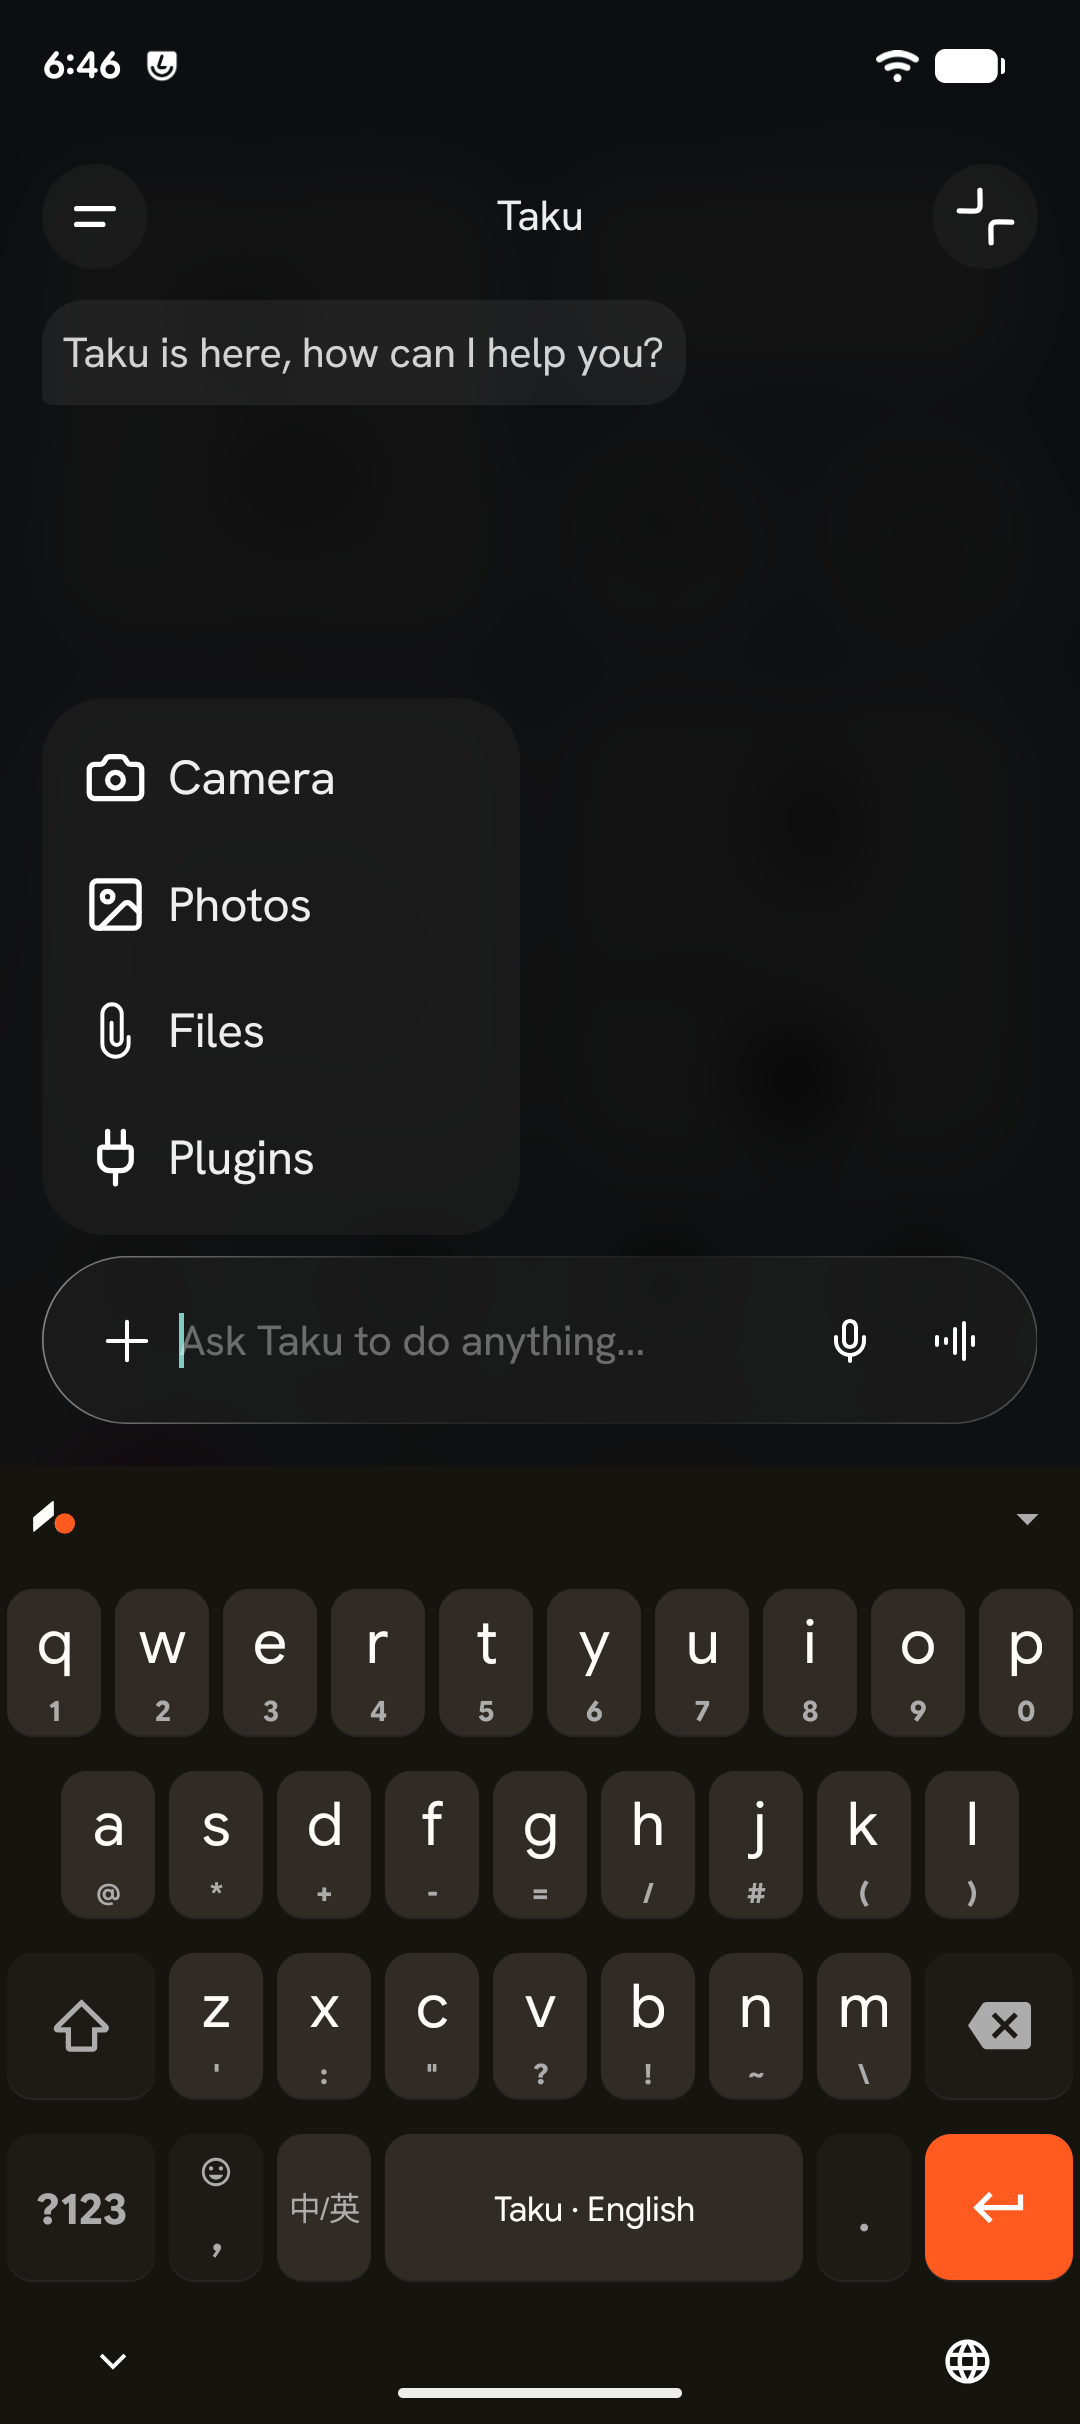 6:46
Taku
Taku is here, how can I help you?
Camera
Photos
Files
Plugins
Ask Taku to do anything...
q w e r t y u i o p
1 2 3 4 5 6 7 8 9 0
a s d f g h j k l
@ * + - = / # ( )
z x c v b n m
' : " ? ! ~ \
?123 , 中/英 Taku · English .